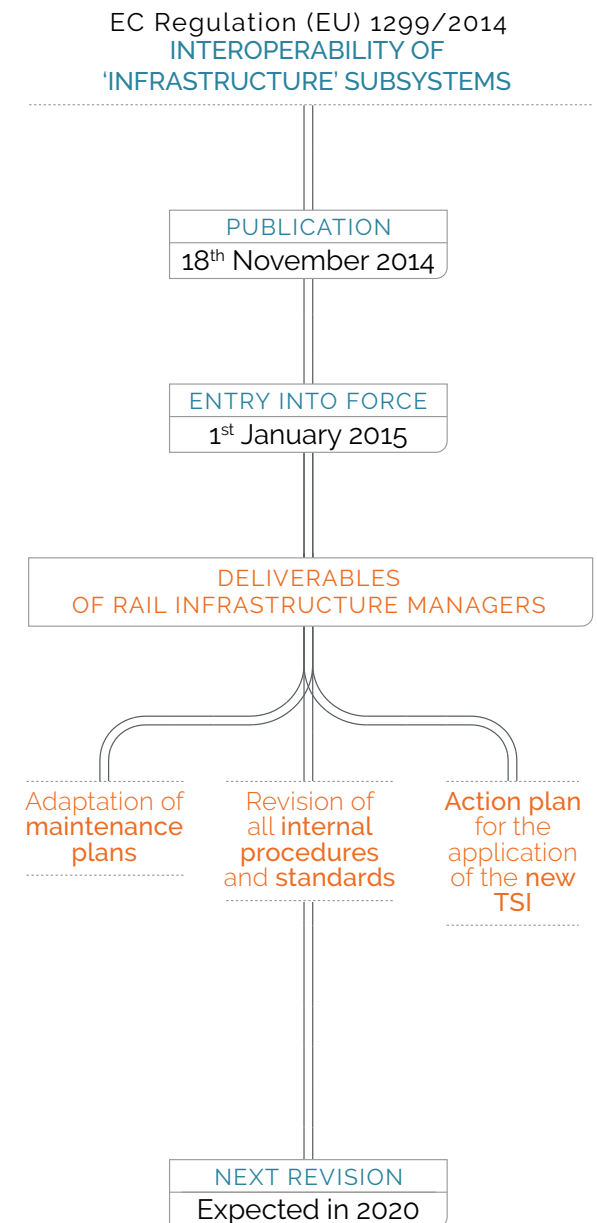 EC Regulation (EU) 1299/2014
INTEROPERABILITY OF
‘INFRASTRUCTURE’ SUBSYSTEMS
PUBLICATION
18th November 2014
ENTRY INTO FORCE
1st January 2015
DELIVERABLES
OF RAIL INFRASTRUCTURE MANAGERS
Adaptation of
maintenance
plans
Revision of
all internal
procedures
and standards
Action plan
for the
application
of the new
TSI
NEXT REVISION
Expected in 2020